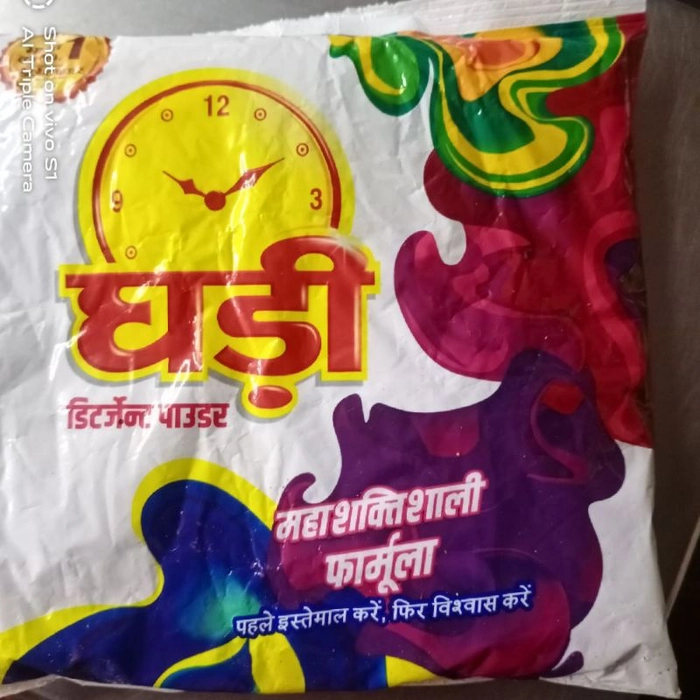 Shot on vivo S1
AI Triple Camera
1
12
9
3
घड़ी
डिटर्जेन्ट पाउडर
महाशक्तिशाली
फार्मूला
पहले इस्तेमाल करें, फिर विश्वास करें